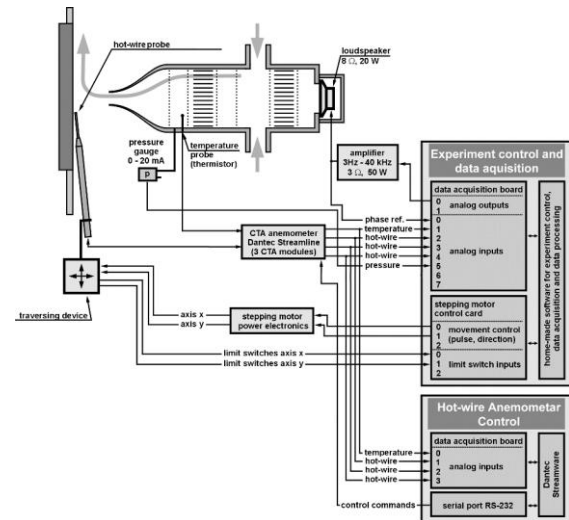 hot-wire probe
loudspeaker
8 Ω, 20 W
pressure
gauge
0 - 20 mA
p
temperature
probe
(thermistor)
amplifier
3Hz - 40 kHz
3 Ω, 50 W
CTA anemometer
Dantec Streamline
(3 CTA modules)
traversing device
axis x
axis y
stepping motor
power electronics
limit switches axis x
limit switches axis y
phase ref.
temperature
hot-wire
hot-wire
hot-wire
pressure
Experiment control and
data aquisition
data acquisition board
0
1
analog outputs
0
1
2
3
4
5
6
7
analog inputs
stepping motor
control card
0
1
2
movement control
(pulse, direction)
0
1
2
limit switch inputs
home-made software for experiment control,
data acquisition and data processing
Hot-wire Anemometar
Control
temperature
hot-wire
hot-wire
hot-wire
data acquisition board
0
1
2
3
analog inputs
Dantec
Streamware
control commands
serial port RS-232